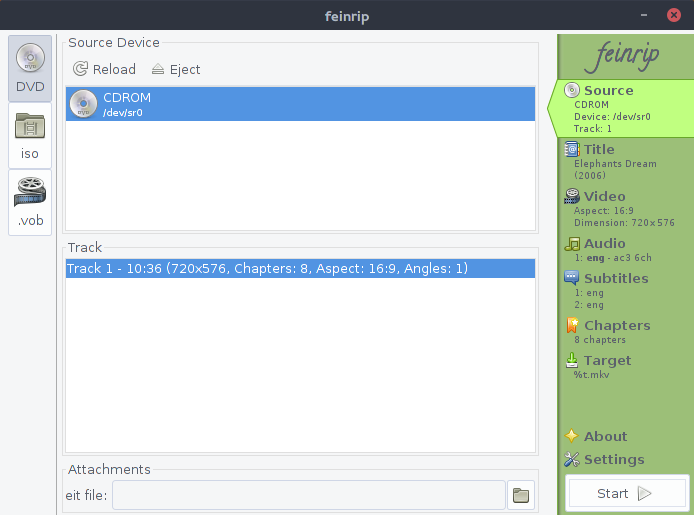 feinrip
DVD
iso
.vob
Source Device
Reload
Eject
DVD
CDROM
/dev/sr0
Track
Track 1 - 10:36 (720x576, Chapters: 8, Aspect: 16:9, Angles: 1)
Attachments
eit file:
feinrip
Source
CDROM
Device: /dev/sr0
Track: 1
Title
Elephants Dream
(2006)
Video
Aspect: 16:9
Dimension: 720x576
Audio
1: eng - ac3 6ch
Subtitles
1: eng
2: eng
Chapters
8 chapters
Target
%t.mkv
About
Settings
Start